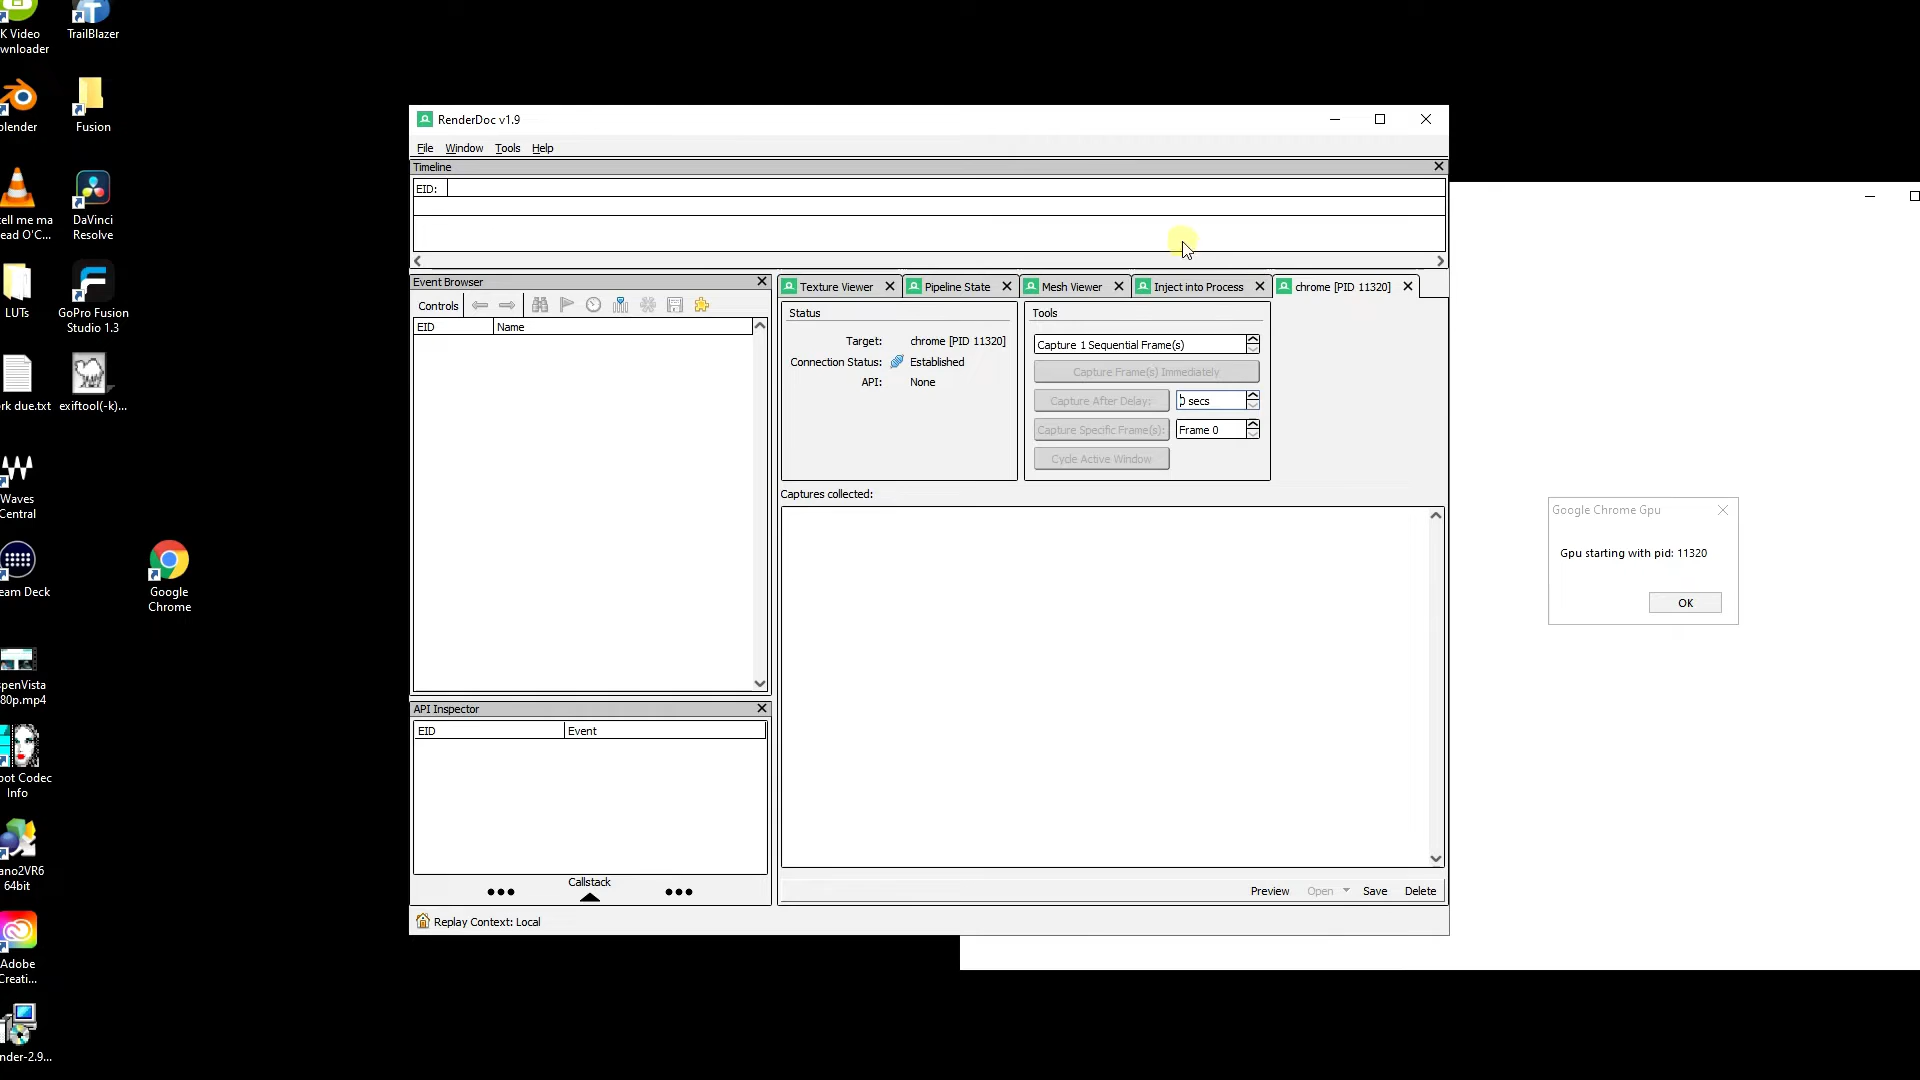 K Video
wnloader
TrailBlazer
blender
Fusion
tell me ma
ead O'C...
DaVinci
Resolve
LUTs
GoPro Fusion
Studio 1.3
rk due.txt
exiftool(-k)...
Waves
Central
eam Deck
Google
Chrome
spenVista
80p.mp4
bot Codec
Info
ano2VR6
64bit
Adobe
Creati...
nder-2.9...
RenderDoc v1.9
File Window Tools Help
Timeline
EID:
Event Browser
Controls
EID Name
API Inspector
EID Event
Callstack
Texture Viewer
Pipeline State
Mesh Viewer
Inject into Process
chrome [PID 11320]
Status
Target: chrome [PID 11320]
Connection Status: Established
API: None
Tools
Capture 1 Sequential Frame(s)
Capture Frame(s) Immediately
Capture After Delay: 0 secs
Capture Specific Frame(s): Frame 0
Cycle Active Window
Captures collected:
Preview Open Save Delete
Replay Context: Local
Google Chrome Gpu
Gpu starting with pid: 11320
OK